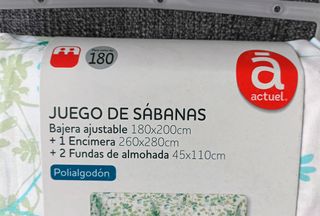 180
à
actuel
JUEGO DE SÁBANAS
Bajera ajustable 180x200cm
+ 1 Encimera 260x280cm
+ 2 Fundas de almohada 45x110cm
Polialgodón